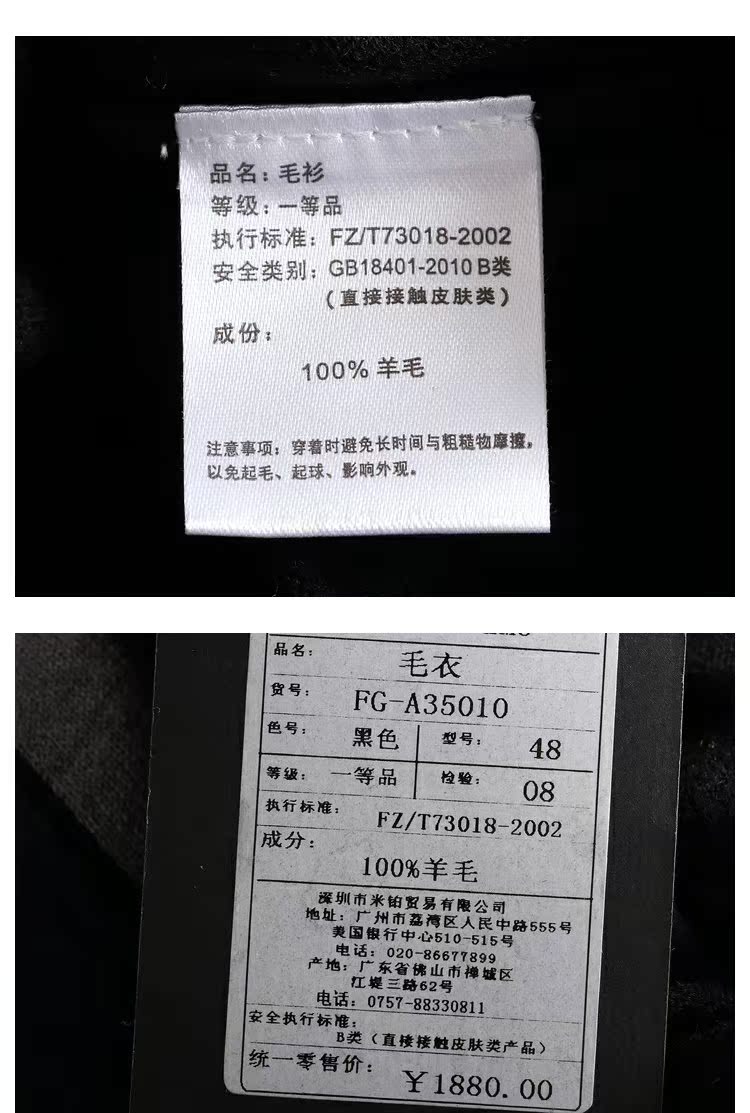 品名：毛衫
等级：一等品
执行标准：FZ/T73018-2002
安全类别：GB18401-2010 B类
(直接接触皮肤类)
成份：
100% 羊毛
注意事项：穿着时避免长时间与粗糙物摩擦，
以免起毛、起球、影响外观。
品名： 毛衣
货号： FG-A35010
色号： 黑色 型号： 48
等级： 一等品 检验： 08
执行标准： FZ/T73018-2002
成分：
100%羊毛
深圳市米铂贸易有限公司
地址：广州市荔湾区人民中路555号
美国银行中心510-515号
电话：020-86677899
产地：广东省佛山市禅城区
江堤三路62号
电话：0757-88330811
安全执行标准：
B类（直接接触皮肤类产品）
统一零售价： ￥1880.00